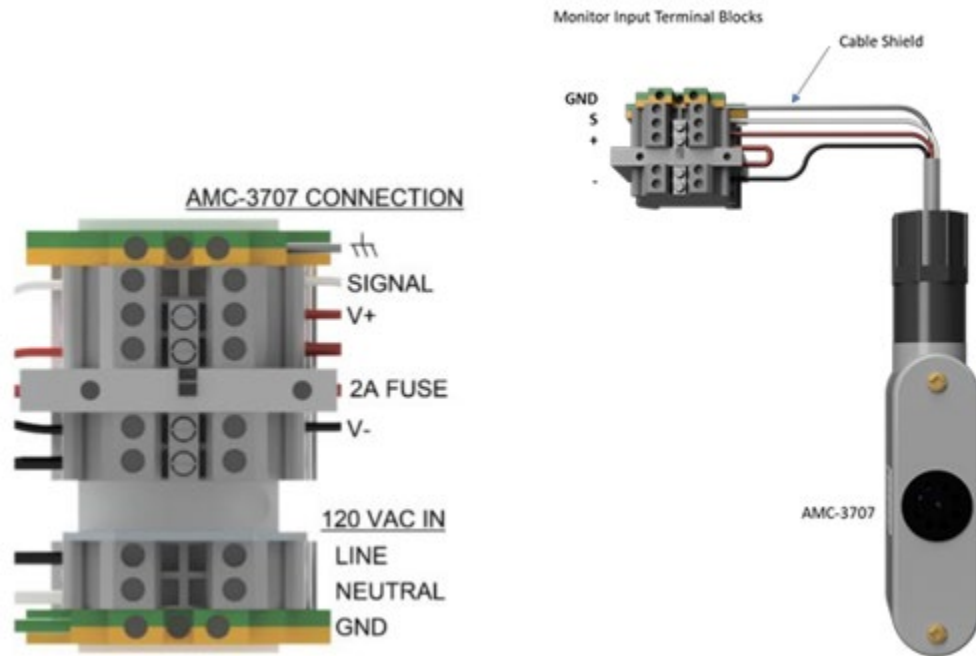 Monitor Input Terminal Blocks
Cable Shield
GND
S
+
-
AMC-3707
AMC-3707 CONNECTION
SIGNAL
V+
2A FUSE
V-
120 VAC IN
LINE
NEUTRAL
GND